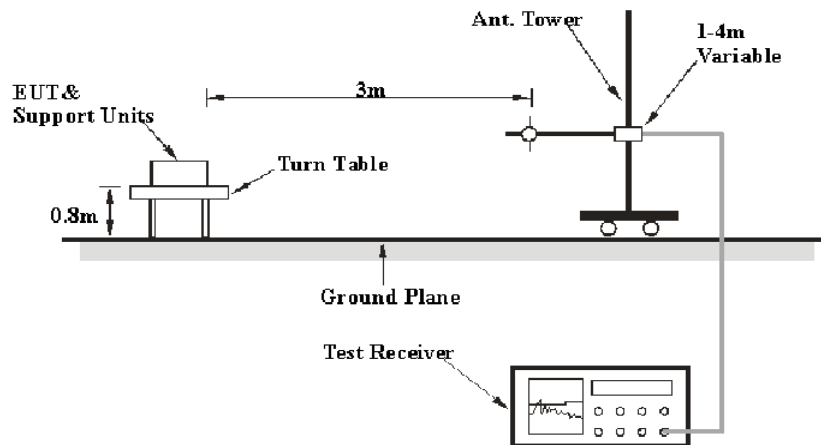 Ant. Tower
1-4m
Variable
3m
EUT&
Support Units
Turn Table
0.8m
Ground Plane
Test Receiver